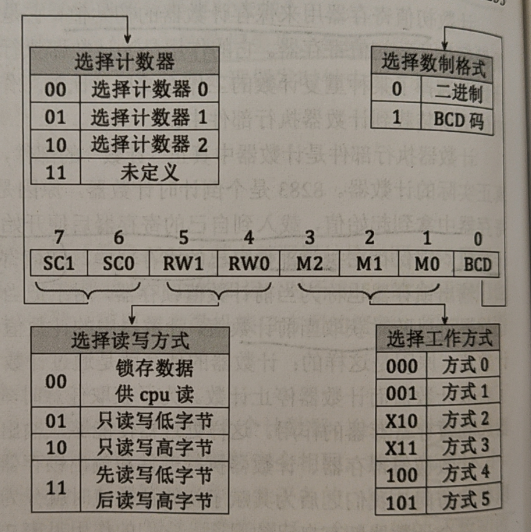 选择计数器
00 选择计数器 0
01 选择计数器 1
10 选择计数器 2
11 未定义
选择数制格式
0 二进制
1 BCD 码
7 6 5 4 3 2 1 0
SC1 SC0 RW1 RW0 M2 M1 M0 BCD
选择读写方式
00 锁存数据
供 cpu 读
01 只读写低字节
10 只读写高字节
11 先读写低字节
后读写高字节
选择工作方式
000 方式 0
001 方式 1
X10 方式 2
X11 方式 3
100 方式 4
101 方式 5